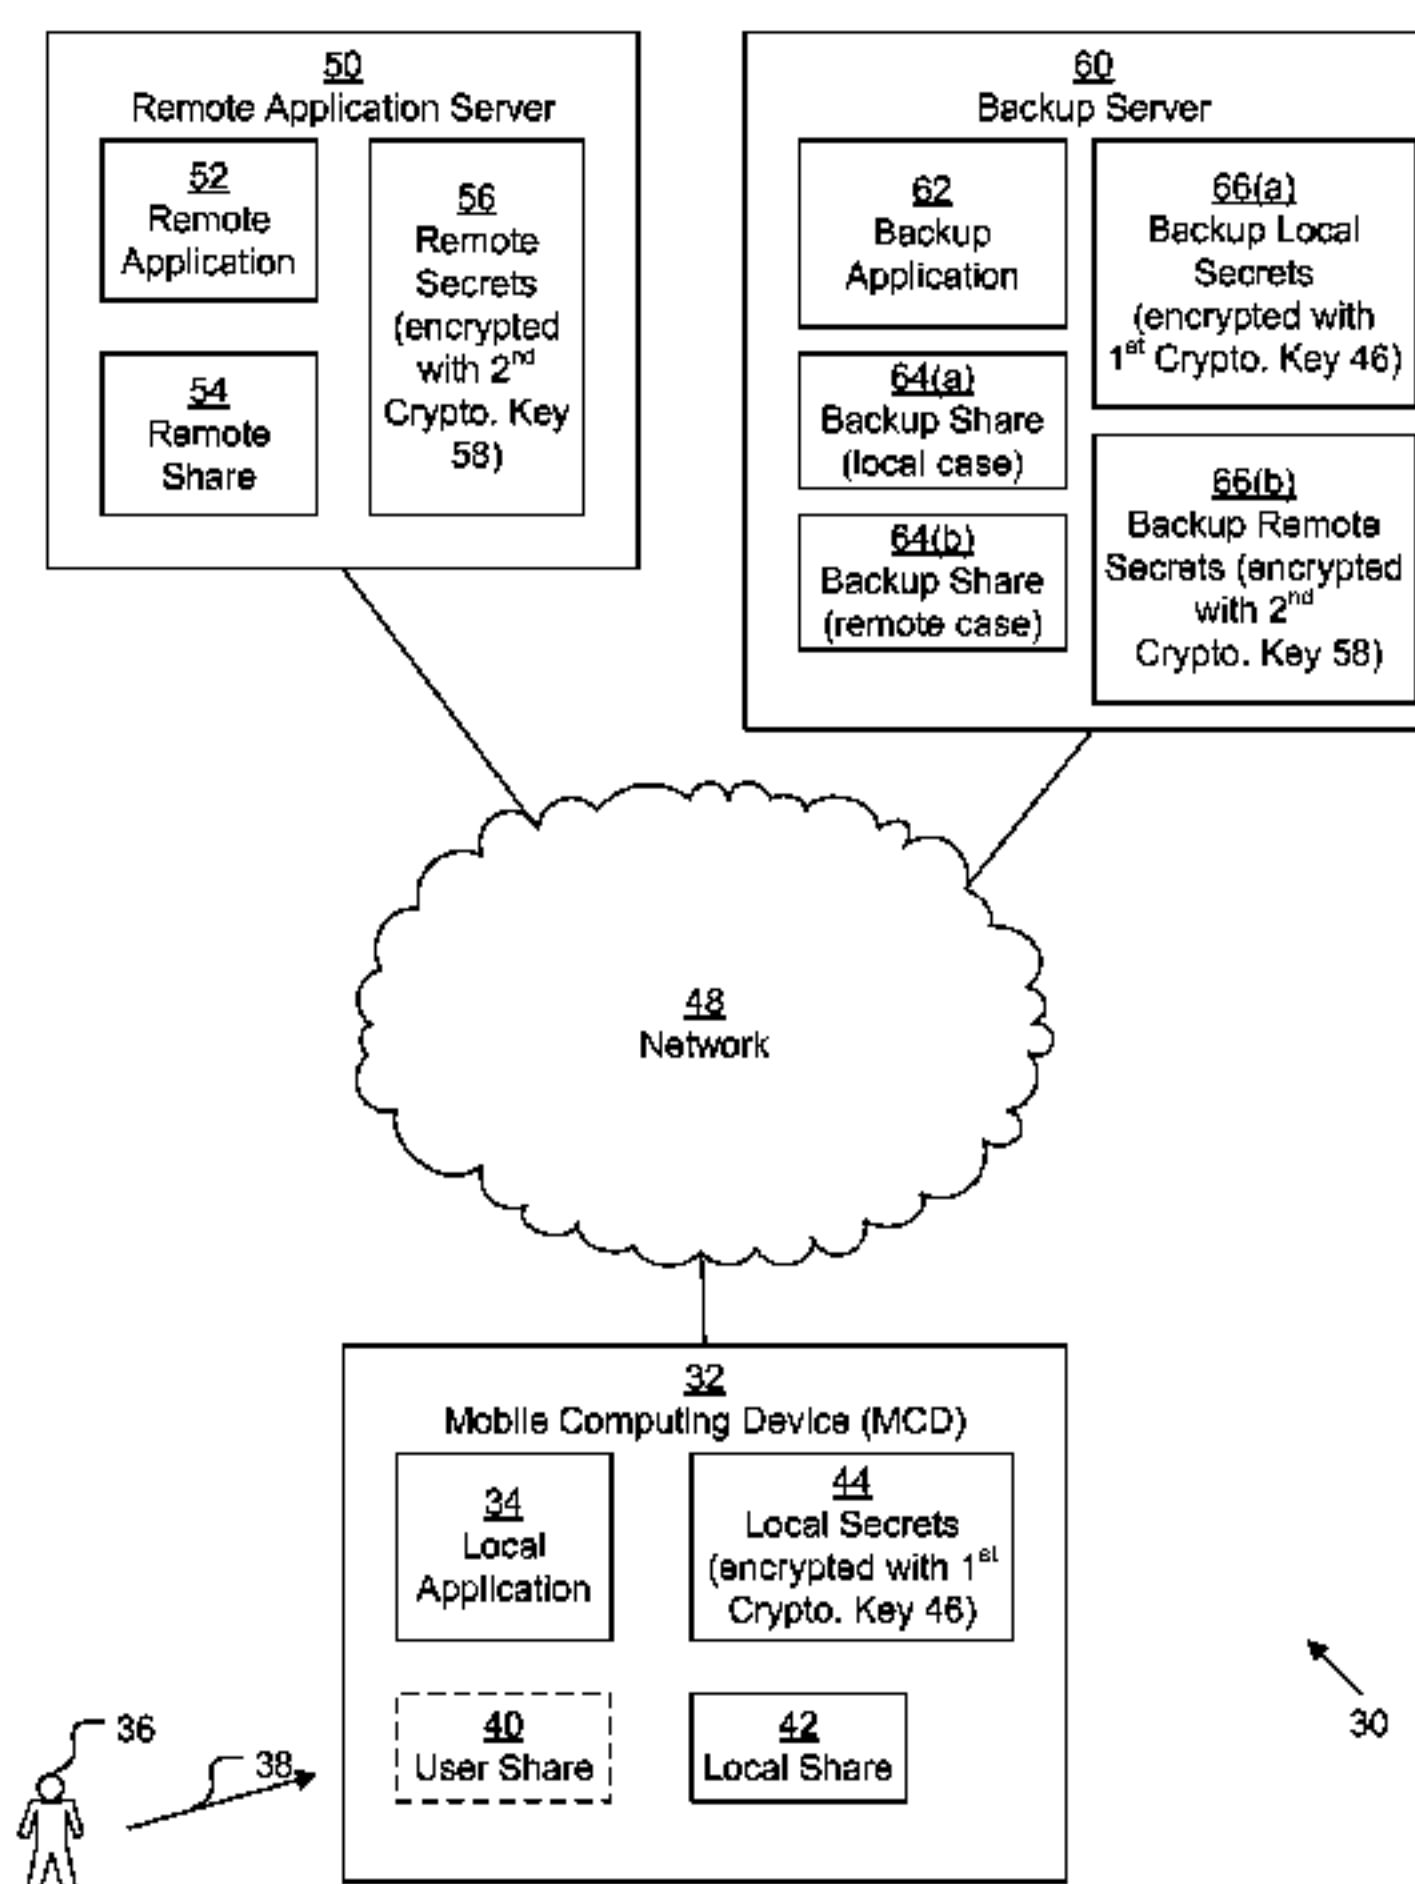 50
Remote Application Server
52
Remote
Application
54
Remote
Share
56
Remote
Secrets
(encrypted
with 2nd
Crypto. Key
58)
60
Backup Server
62
Backup
Application
64(a)
Backup Share
(local case)
64(b)
Backup Share
(remote case)
66(a)
Backup Local
Secrets
(encrypted with
1st Crypto. Key 46)
66(b)
Backup Remote
Secrets (encrypted
with 2nd
Crypto. Key 58)
48
Network
32
Mobile Computing Device (MCD)
34
Local
Application
44
Local Secrets
(encrypted with 1st
Crypto. Key 46)
40
User Share
42
Local Share
36
38
30